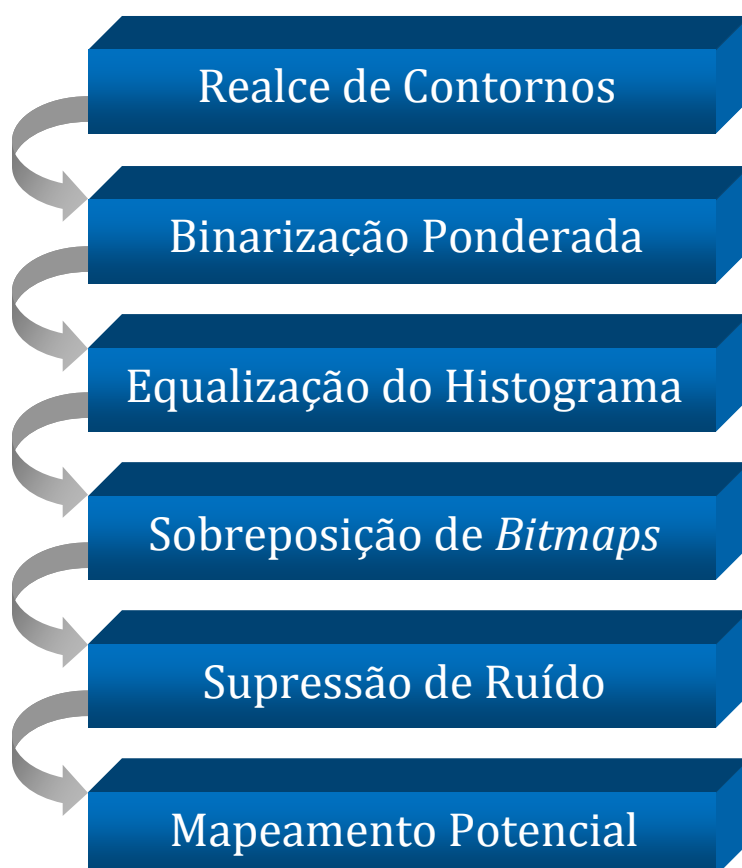 Realce de Contornos
Binarização Ponderada
Equalização do Histograma
Sobreposição de Bitmaps
Supressão de Ruído
Mapeamento Potencial